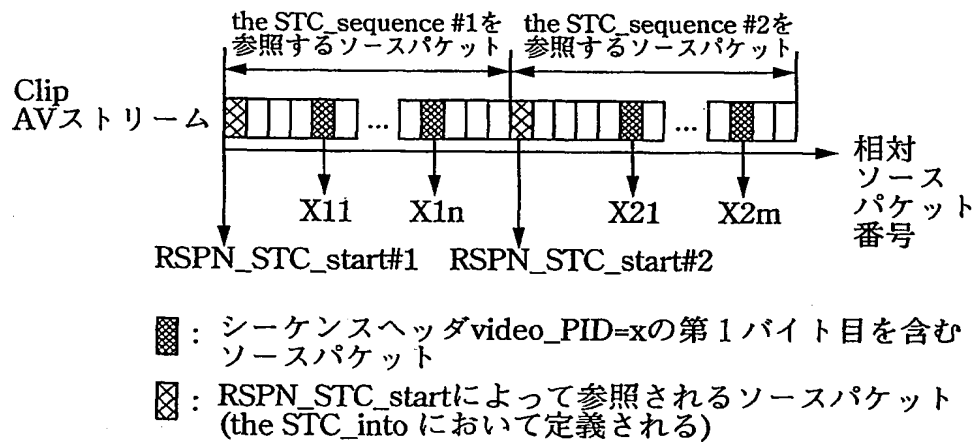 the STC_sequence #1を
参照するソースパケット
the STC_sequence #2を
参照するソースパケット
Clip
AVストリーム
...
...
相対
ソース
パケット
番号
X11
X1n
X21
X2m
RSPN_STC_start#1
RSPN_STC_start#2
: シーケンスヘッダvideo_PID=xの第1バイト目を含む
ソースパケット
: RSPN_STC_startによって参照されるソースパケット
(the STC_into において定義される)